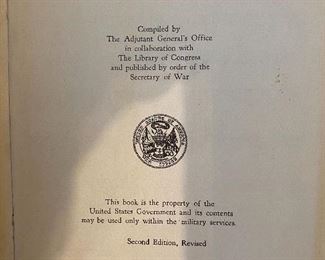 Compiled by
The Adjutant General's Office
in collaboration with
The Library of Congress
and published by order of the
Secretary of War
This book is the property of the
United States Government and its contents
may be used only within the military services.
Second Edition, Revised